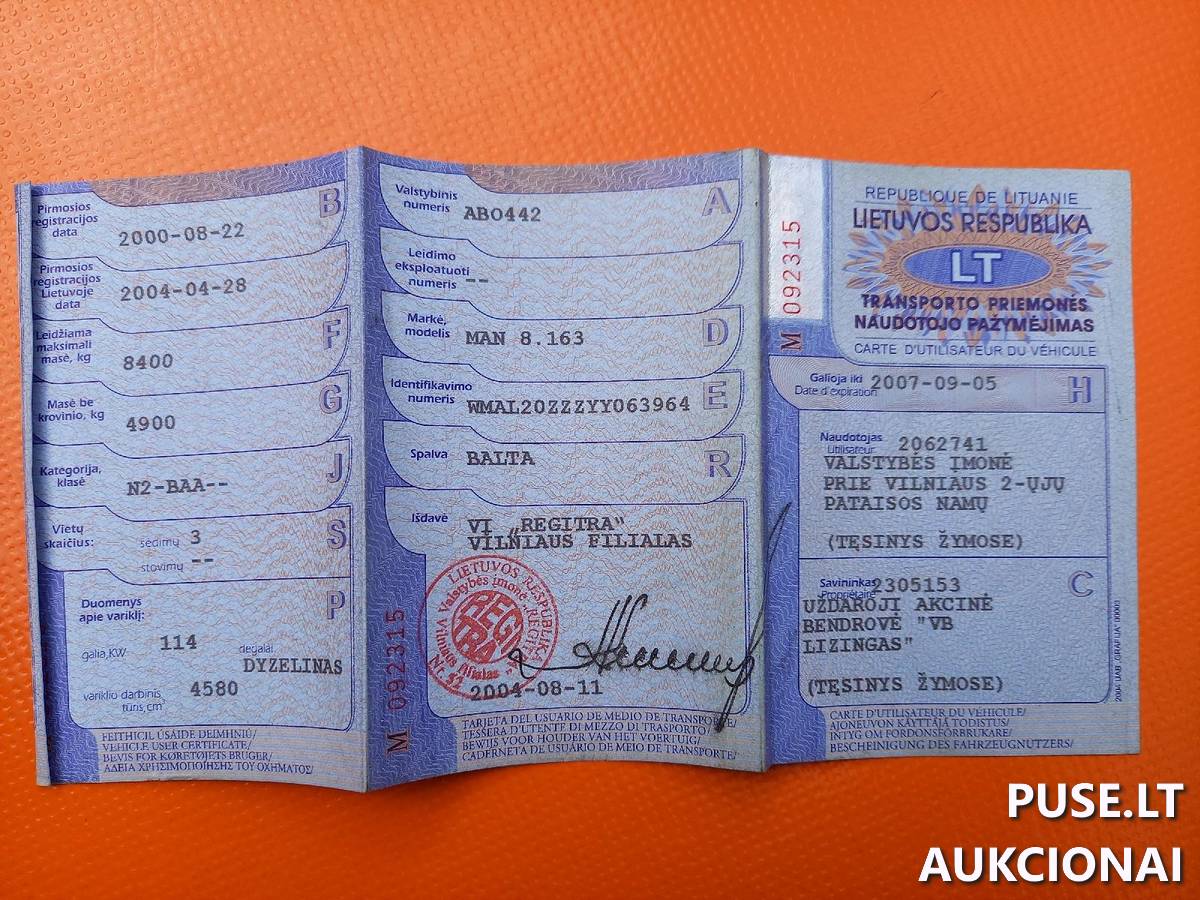 Pirmosios
registracijos
data
B
2000-08-22
Pirmosios
registracijos
Lietuvoje
data
2004-04-28
Leidžiama
maksimali
masė, kg
F
8400
Masė be
krovinio, kg
G
4900
Kategorija,
klasė
J
N2-BAA--
Vietų
skaičius:
sėdimų 3
S
stovimų --
Duomenys
apie variklį:
P
galia,KW 114
degalai
DYZELINAS
variklio darbinis
tūris,cm³
4580
FEITHICIL ÚSÁIDE DEIMHNIÚ/
VEHICLE USER CERTIFICATE/
BEVIS FOR KØRETØJETS BRUGER/
ΑΔΕΙΑ ΧΡΗΣΙΜΟΠΟΙΗΣΗΣ ΤΟΥ ΟΧΗΜΑΤΟΣ/
Valstybinis
numeris
A
ABO442
Leidimo
eksploatuoti
numeris --
Markė,
modelis
D
MAN 8.163
Identifikavimo
numeris
E
WMAL20ZZZYY063964
Spalva
BALTA
R
Išdavė
VĮ „REGITRA“
VILNIAUS FILIALAS
LIETUVOS RESPUBLIKA
Valstybės įmonė „REGITRA“
Vilniaus filialas
REGI
TRA
Nr. 52
2004-08-11
M 092315
TARJETA DEL USUARIO DE MEDIO DE TRANSPORTE/
TESSERA D'UTENTE DI MEZZO DI TRASPORTO/
BEWIJS VOOR HOUDER VAN HET VOERTUIG/
CADERNETA DE USUÁRIO DE MEIO DE TRANSPORTE/
M 092315
REPUBLIQUE DE LITUANIE
LIETUVOS RESPUBLIKA
LT
TRANSPORTO PRIEMONĖS
NAUDOTOJO PAŽYMĖJIMAS
CARTE D'UTILISATEUR DU VÉHICULE
Galioja iki
Date d'expiration
2007-09-05
H
Naudotojas
Utilisateur
2062741
VALSTYBĖS ĮMONĖ
PRIE VILNIAUS 2-ŲJŲ
PATAISOS NAMŲ
(TĘSINYS ŽYMOSE)
Savininkas
Propriétaire
2305153
C
UŽDAROJI AKCINĖ
BENDROVĖ "VB
LIZINGAS"
(TĘSINYS ŽYMOSE)
CARTE D'UTILISATEUR DU VÉHICULE/
AJONEUVON KÄYTTÄJÄ TODISTUS/
INTYG OM FORDONSFÖRBRUKARE/
BESCHEINIGUNG DES FAHRZEUGNUTZERS/
PUSE.LT
AUKCIONAI